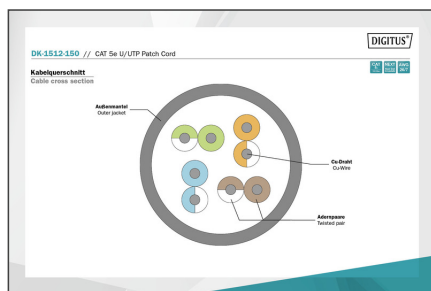 DIGITUS®
DK-1512-150 // CAT 5e U/UTP Patch Cord
Kabelquerschnitt
Cable cross section
Außenmantel
Outer jacket
Cu-Draht
Cu-Wire
Adernpaare
Twisted pair